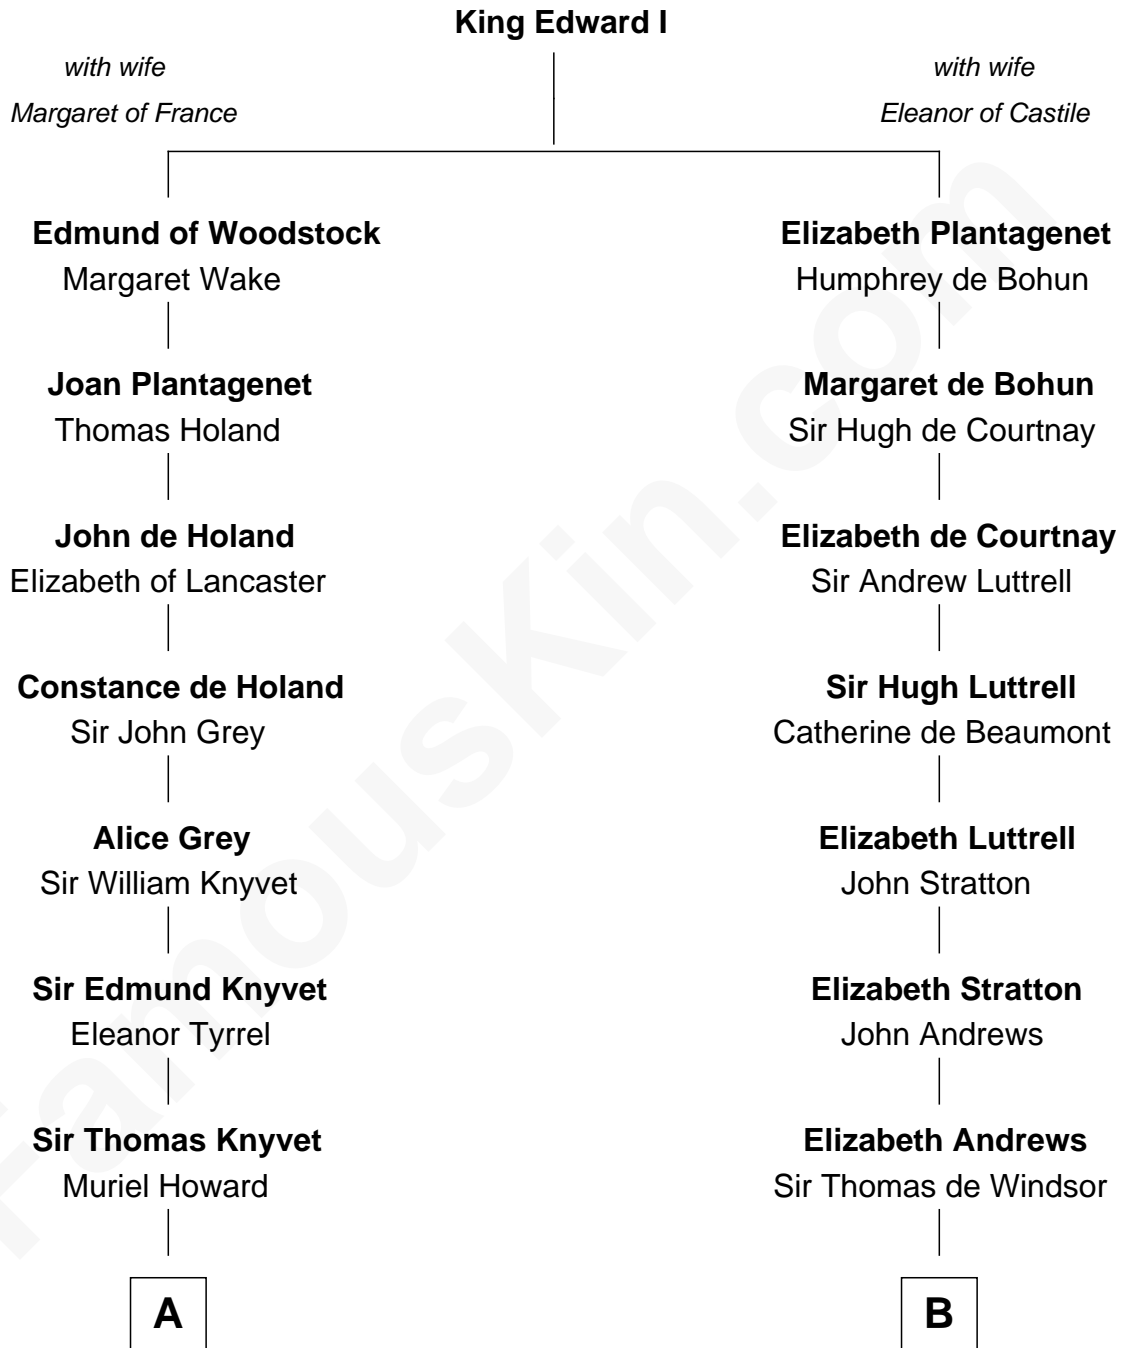 King Edward I
with wife
Margaret of France
with wife
Eleanor of Castile
Edmund of Woodstock
Margaret Wake
Elizabeth Plantagenet
Humphrey de Bohun
Joan Plantagenet
Thomas Holand
Margaret de Bohun
Sir Hugh de Courtnay
John de Holand
Elizabeth of Lancaster
Elizabeth de Courtnay
Sir Andrew Luttrell
Constance de Holand
Sir John Grey
Sir Hugh Luttrell
Catherine de Beaumont
Alice Grey
Sir William Knyvet
Elizabeth Luttrell
John Stratton
Sir Edmund Knyvet
Eleanor Tyrrel
Elizabeth Stratton
John Andrews
Sir Thomas Knyvet
Muriel Howard
Elizabeth Andrews
Sir Thomas de Windsor
A
B
FamousKin.com